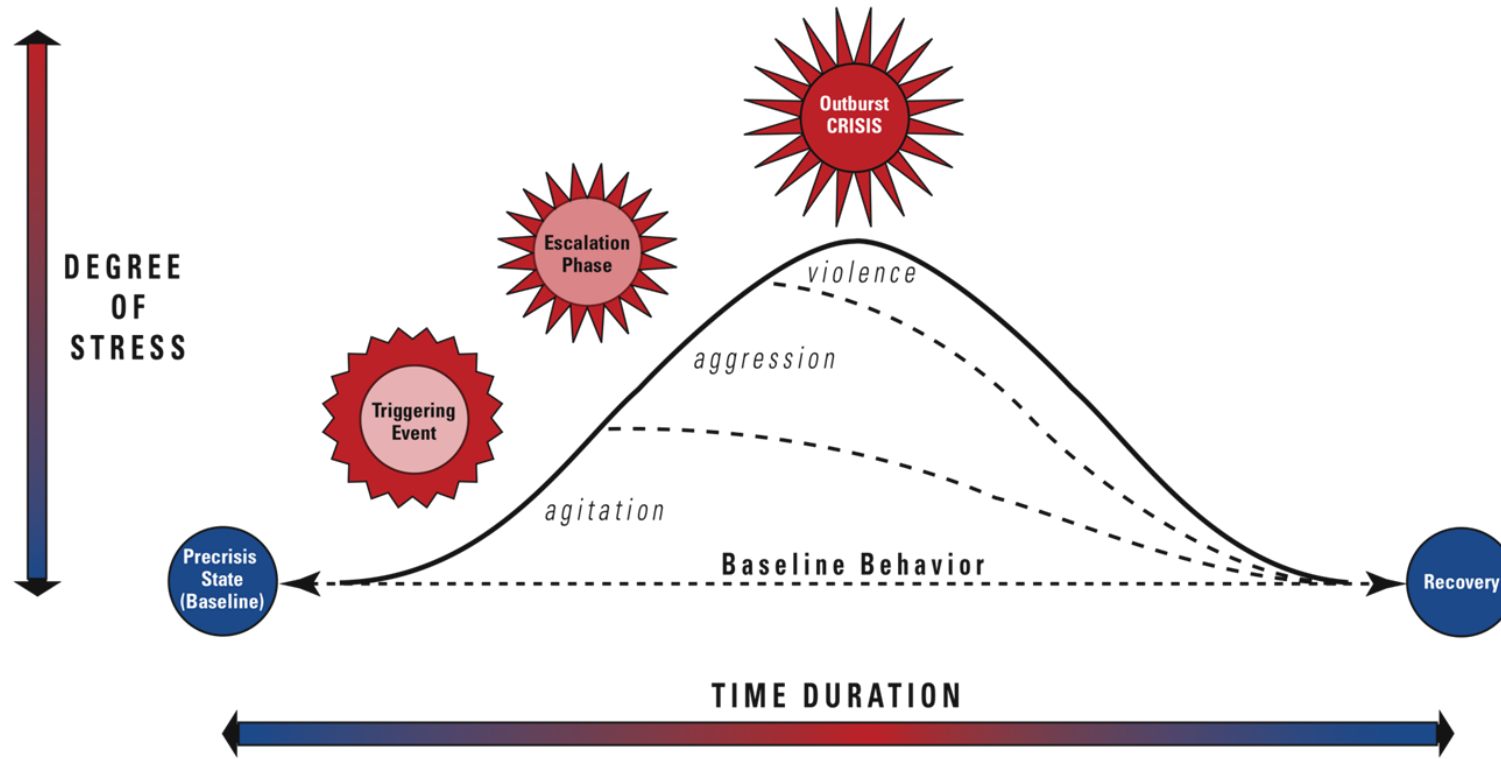 Outburst
CRISIS
Escalation
Phase
violence
DEGREE
OF
STRESS
aggression
Triggering
Event
agitation
Precrisis
State
(Baseline)
Baseline Behavior
Recovery
TIME DURATION